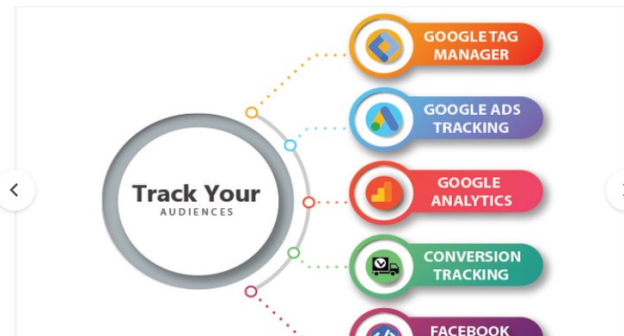 GOOGLE TAG
MANAGER
GOOGLE ADS
TRACKING
Track Your
AUDIENCES
GOOGLE
ANALYTICS
CONVERSION
TRACKING
FACEBOOK